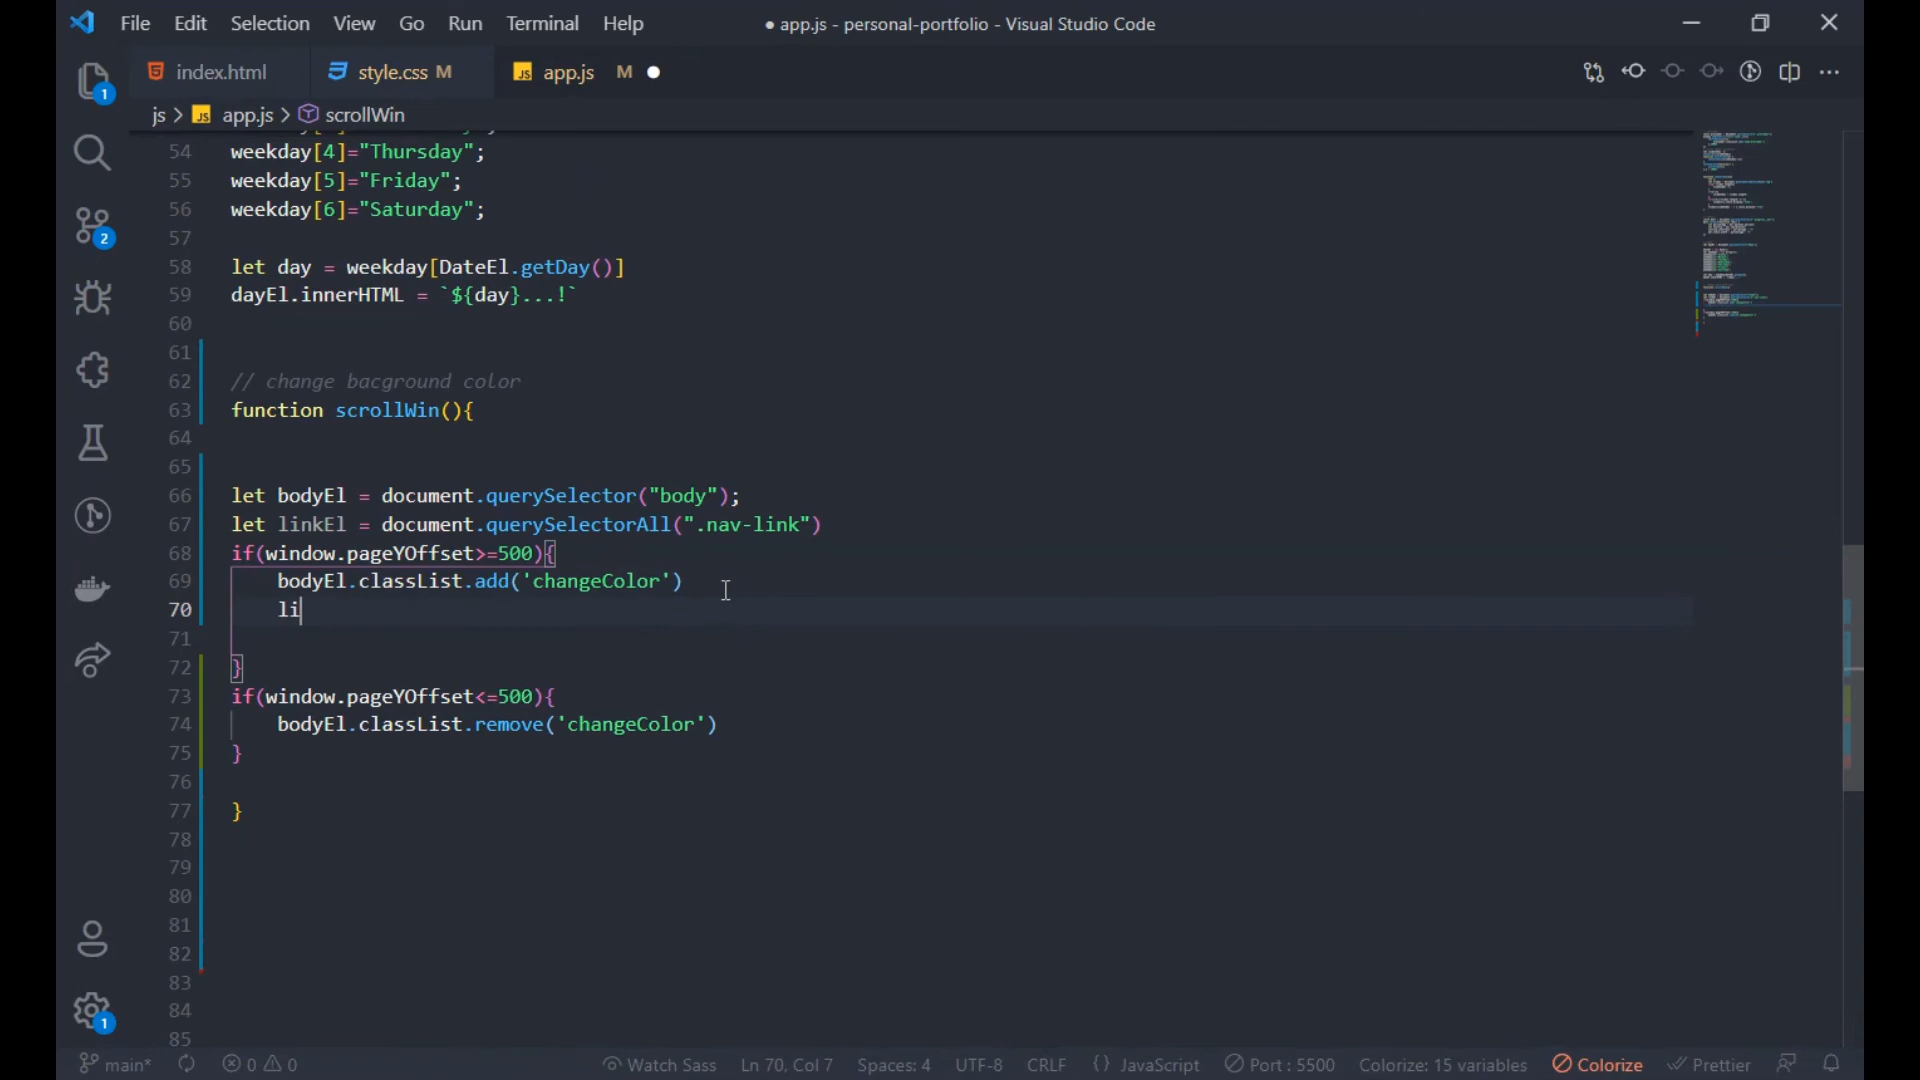 File Edit Selection View Go Run Terminal Help
● app.js - personal-portfolio - Visual Studio Code
index.html
style.css M
JS app.js M ●
js > JS app.js > scrollWin
54 weekday[4]="Thursday";
55 weekday[5]="Friday";
56 weekday[6]="Saturday";
57
58 let day = weekday[DateEl.getDay()]
59 dayEl.innerHTML = `${day}...!`
60
61
62 // change bacground color
63 function scrollWin(){
64
65
66 let bodyEl = document.querySelector("body");
67 let linkEl = document.querySelectorAll(".nav-link")
68 if(window.pageYOffset>=500){
69 bodyEl.classList.add('changeColor')
70 li
71
72 }
73 if(window.pageYOffset<=500){
74 bodyEl.classList.remove('changeColor')
75 }
76
77 }
78
79
80
81
82
83
84
85
1
2
1
main* 0 0 Watch Sass Ln 70, Col 7 Spaces: 4 UTF-8 CRLF {} JavaScript Port : 5500 Colorize: 15 variables Colorize Prettier